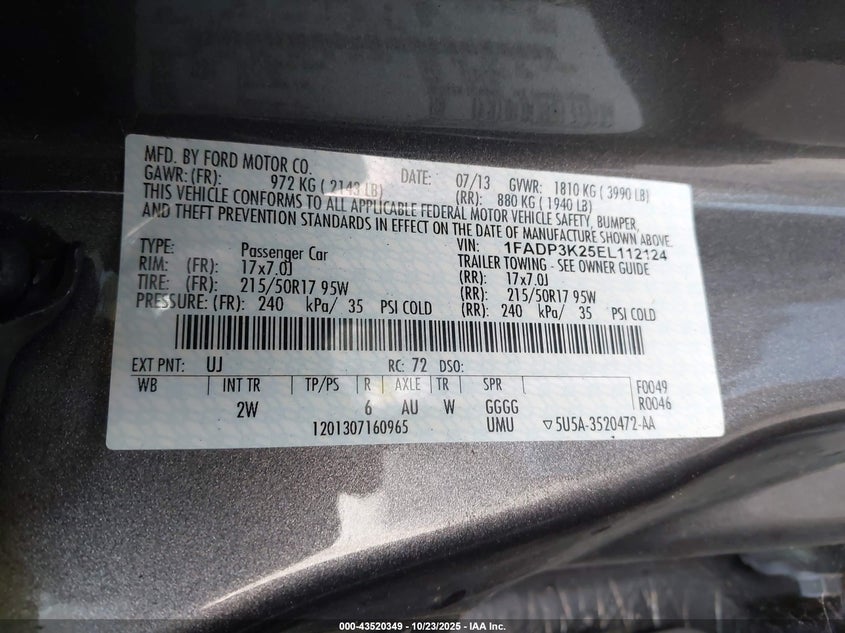 MFD. BY FORD MOTOR CO. DATE: 07/13 GVWR: 1810 KG ( 3990 LB)
GAWR: (FR): 972 KG ( 2143 LB) (RR): 880 KG ( 1940 LB)
THIS VEHICLE CONFORMS TO ALL APPLICABLE FEDERAL MOTOR VEHICLE SAFETY, BUMPER,
AND THEFT PREVENTION STANDARDS IN EFFECT ON THE DATE OF MANUFACTURE SHOWN ABOVE.
TYPE: Passenger Car VIN: 1FADP3K25EL112124
TRAILER TOWING - SEE OWNER GUIDE
RIM: (FR): 17x7.0J (RR): 17x7.0J
TIRE: (FR): 215/50R17 95W (RR): 215/50R17 95W
PRESSURE: (FR): 240 kPa/ 35 PSI COLD (RR): 240 kPa/ 35 PSI COLD
EXT PNT: UJ RC: 72 DSO:
WB INT TR TP/PS R AXLE TR SPR F0049
2W 6 AU W GGGG R0046
1201307160965 UMU ▽5U5A-3520472-AA
000-43520349 - 10/23/2025 - IAA Inc.